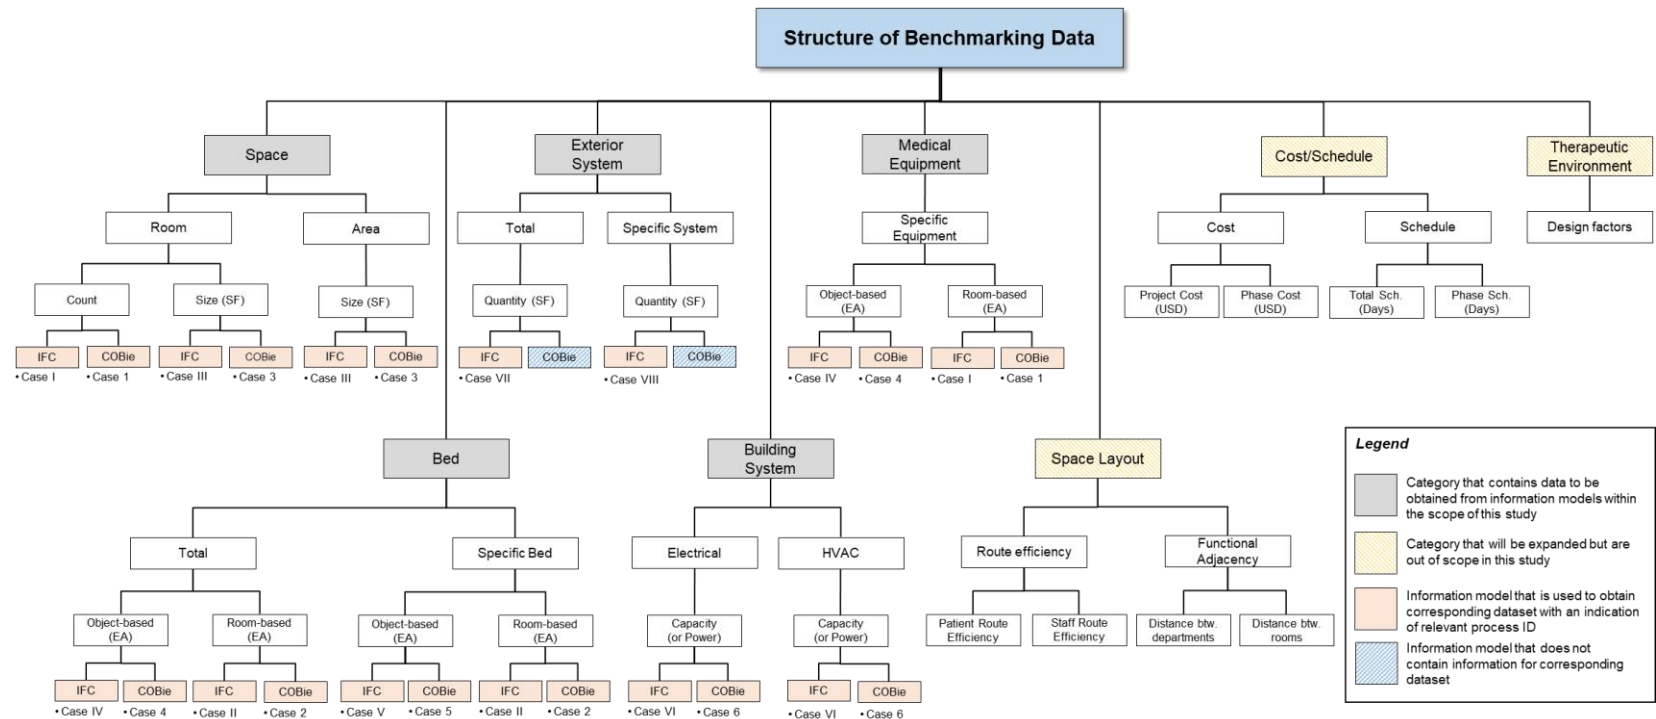 Structure of Benchmarking Data
Space
Exterior
System
Medical
Equipment
Cost/Schedule
Therapeutic
Environment
Room
Area
Total
Specific System
Specific
Equipment
Cost
Schedule
Design factors
Count
Size (SF)
Size (SF)
Quantity (SF)
Quantity (SF)
Object-based
(EA)
Room-based
(EA)
Project Cost
(USD)
Phase Cost
(USD)
Total Sch.
(Days)
Phase Sch.
(Days)
IFC
COBie
IFC
COBie
IFC
COBie
IFC
COBie
IFC
COBie
IFC
COBie
IFC
COBie
• Case I
• Case 1
• Case III
• Case 3
• Case III
• Case 3
• Case VII
• Case VIII
• Case IV
• Case 4
• Case I
• Case 1
Bed
Building
System
Space Layout
Total
Specific Bed
Electrical
HVAC
Route efficiency
Functional
Adjacency
Object-based
(EA)
Room-based
(EA)
Object-based
(EA)
Room-based
(EA)
Capacity
(or Power)
Capacity
(or Power)
Patient Route
Efficiency
Staff Route
Efficiency
Distance btw.
departments
Distance btw.
rooms
IFC
COBie
IFC
COBie
IFC
COBie
IFC
COBie
IFC
COBie
IFC
COBie
• Case IV
• Case 4
• Case II
• Case 2
• Case V
• Case 5
• Case II
• Case 2
• Case VI
• Case 6
• Case VI
• Case 6
Legend
Category that contains data to be
obtained from information models within
the scope of this study
Category that will be expanded but are
out of scope in this study
Information model that is used to obtain
corresponding dataset with an indication
of relevant process ID
Information model that does not
contain information for corresponding
dataset